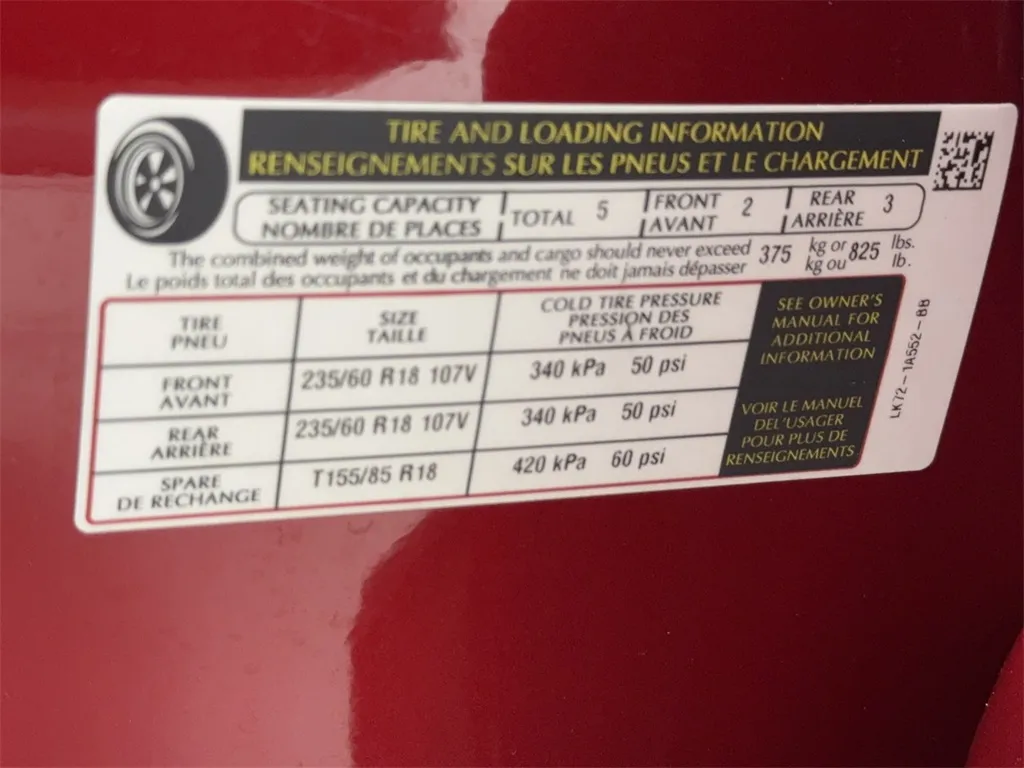 TIRE AND LOADING INFORMATION
RENSEIGNEMENTS SUR LES PNEUS ET LE CHARGEMENT
SEATING CAPACITY
NOMBRE DE PLACES
TOTAL 5
FRONT
AVANT
2
REAR
ARRIÈRE
3
The combined weight of occupants and cargo should never exceed
Le poids total des occupants et du chargement ne doit jamais dépasser
375 kg or 825 lbs.
kg ou lb.
TIRE
PNEU
SIZE
TAILLE
COLD TIRE PRESSURE
PRESSION DES
PNEUS À FROID
FRONT
AVANT
235/60 R18 107V
340 kPa 50 psi
REAR
ARRIÈRE
235/60 R18 107V
340 kPa 50 psi
SPARE
DE RECHANGE
T155/85 R18
420 kPa 60 psi
SEE OWNER'S
MANUAL FOR
ADDITIONAL
INFORMATION
VOIR LE MANUEL
DEL'USAGER
POUR PLUS DE
RENSEIGNEMENTS
LK72-1A552-BB